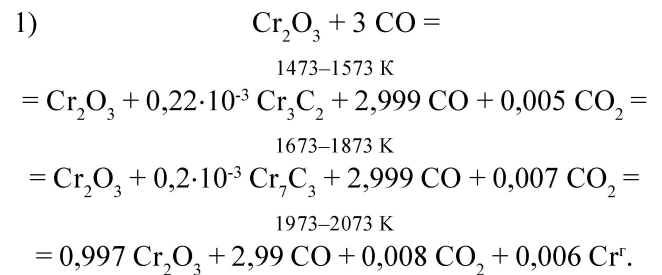 1) Cr₂O₃ + 3 CO =
1473–1573 К
= Cr₂O₃ + 0,22·10⁻³ Cr₃C₂ + 2,999 CO + 0,005 CO₂ =
1673–1873 К
= Cr₂O₃ + 0,2·10⁻³ Cr₇C₃ + 2,999 CO + 0,007 CO₂ =
1973–2073 К
= 0,997 Cr₂O₃ + 2,99 CO + 0,008 CO₂ + 0,006 Crᴦ.